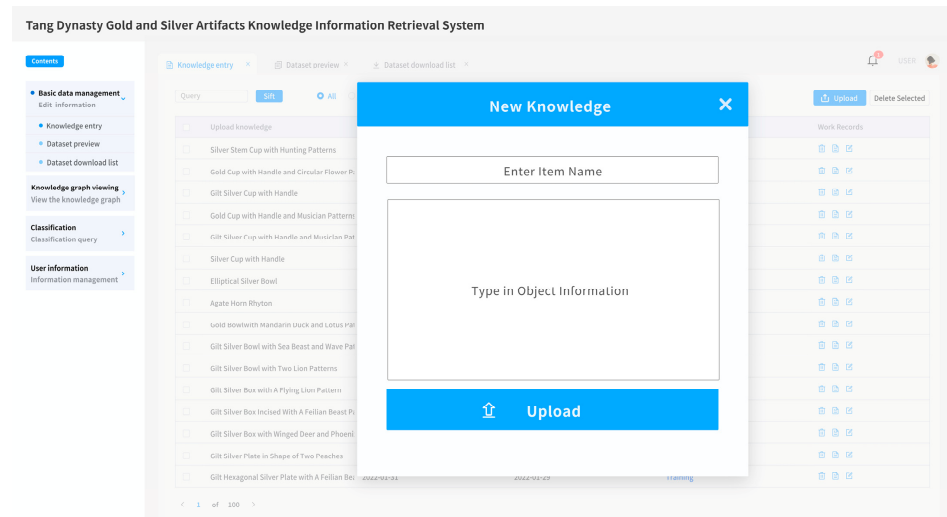 Tang Dynasty Gold and Silver Artifacts Knowledge Information Retrieval System
Contents
Knowledge entry
Dataset preview
Dataset download list
2
USER
Basic data management
Edit information
Knowledge entry
Dataset preview
Dataset download list
Knowledge graph viewing
View the knowledge graph
Classification
Classification query
User information
Information management
Query
Sift
All
Upload
Delete Selected
Upload knowledge
Work Records
Silver Stem Cup with Hunting Patterns
Gold Cup with Handle and Circular Flower
Gilt Silver Cup with Handle
Gold Cup with Handle and Musician Patterns
Gilt Silver Cup with Handle and Musician
Silver Cup with Handle
Elliptical Silver Bowl
Agate Horn Rhyton
Gold Bowlwith Mandarin Duck and Lotus
Gilt Silver Bowl with Sea Beast and Wave
Gilt Silver Bowl with Two Lion Patterns
Gilt Silver Box with A Flying Lion Pattern
Gilt Silver Box Incised With A Feilian Beast
Gilt Silver Box with Winged Deer and
Gilt Silver Plate in Shape of Two Peaches
Gilt Hexagonal Silver Plate with A Feilian 2022-01-31 2022-01-29 Training
< 1 of 100 >
New Knowledge
Enter Item Name
Type in Object Information
Upload